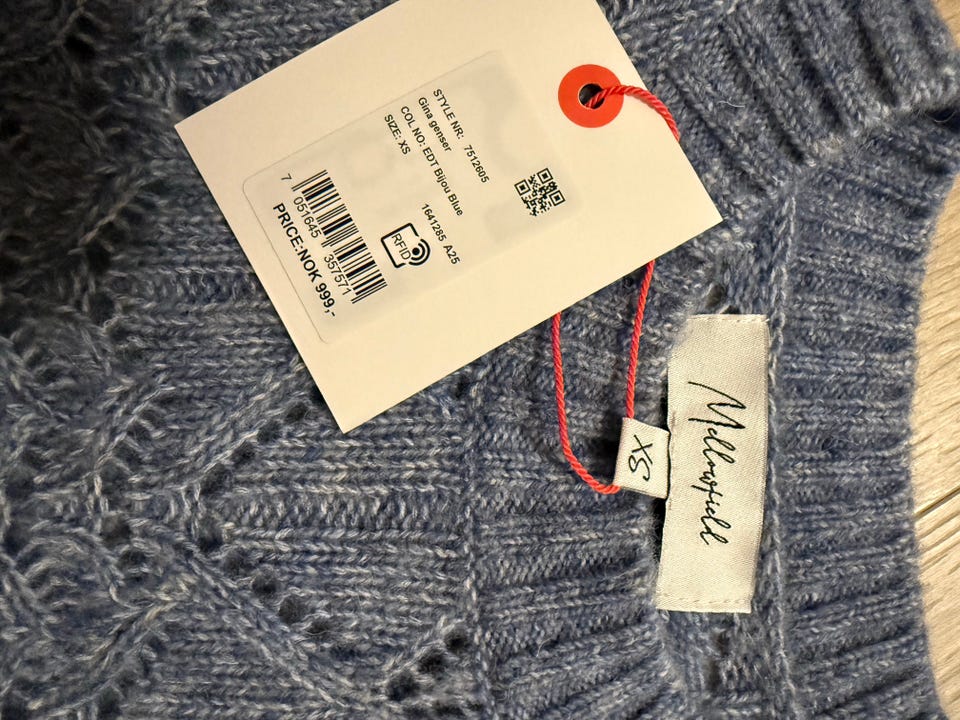 STYLE NR: 7512605
Gina genser
COL NO: EDT Bijou Blue
SIZE: XS
1641285 A25
RFID
7 051645 357571
PRICE:NOK 999,-
XS
Mellowfield